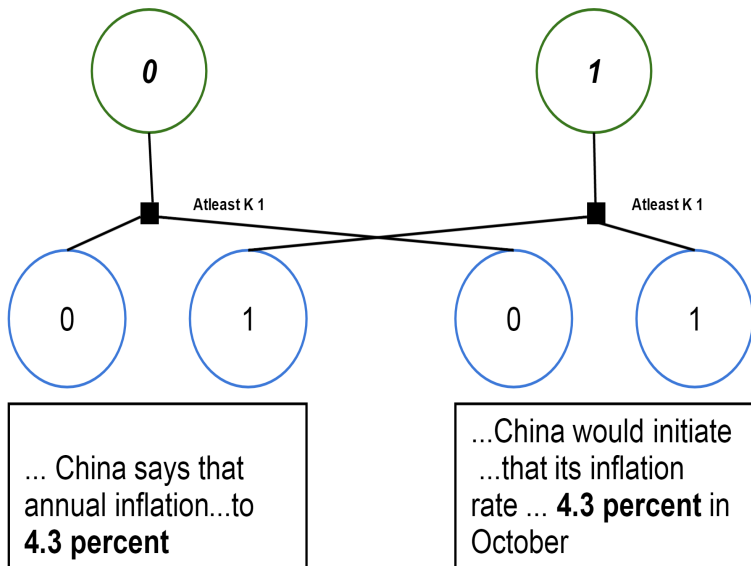 0
1
Atleast K 1
Atleast K 1
0
1
0
1
... China says that
annual inflation...to
4.3 percent
...China would initiate
...that its inflation
rate ... 4.3 percent in
October